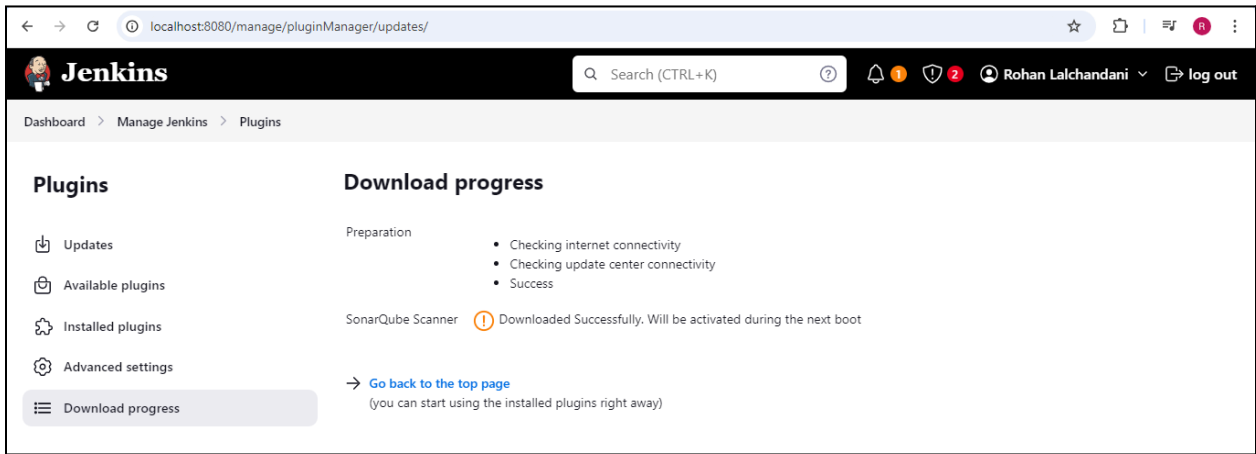 localhost:8080/manage/pluginManager/updates/
R
Jenkins
Search (CTRL+K)
?
1
2
Rohan Lalchandani
log out
Dashboard > Manage Jenkins > Plugins
Plugins
Updates
Available plugins
Installed plugins
Advanced settings
Download progress
Download progress
Preparation
• Checking internet connectivity
• Checking update center connectivity
• Success
SonarQube Scanner Downloaded Successfully. Will be activated during the next boot
→ Go back to the top page
(you can start using the installed plugins right away)